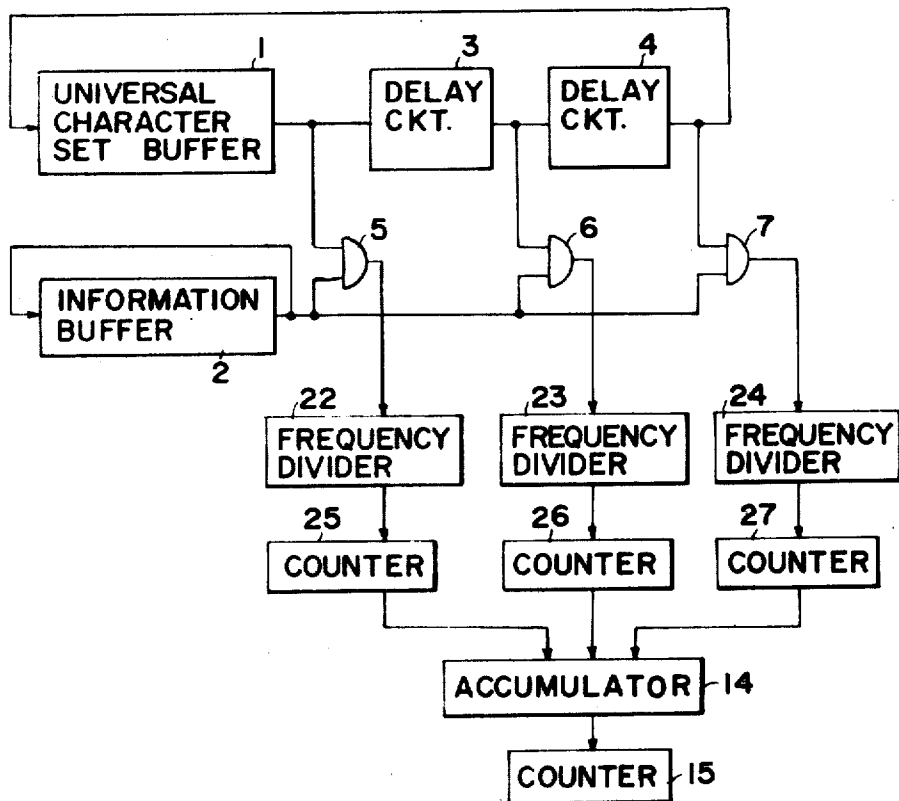 1
UNIVERSAL
CHARACTER
SET BUFFER
3
DELAY
CKT.
4
DELAY
CKT.
5
6
7
INFORMATION
BUFFER
2
22
FREQUENCY
DIVIDER
23
FREQUENCY
DIVIDER
24
FREQUENCY
DIVIDER
25
COUNTER
26
COUNTER
27
COUNTER
ACCUMULATOR
14
COUNTER
15